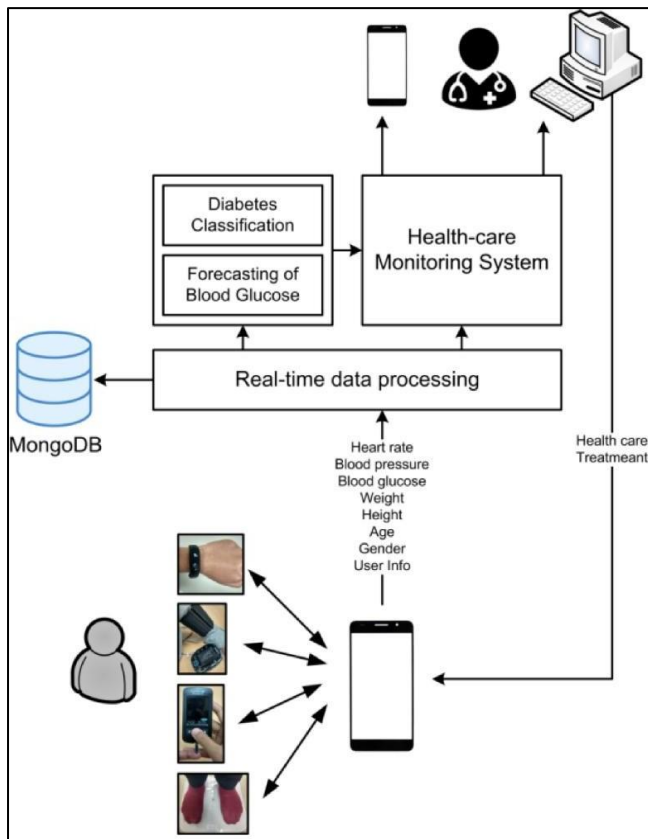 Diabetes
Classification
Forecasting of
Blood Glucose
Health-care
Monitoring System
Real-time data processing
MongoDB
Heart rate
Blood pressure
Blood glucose
Weight
Height
Age
Gender
User Info
Health care
Treatmeant